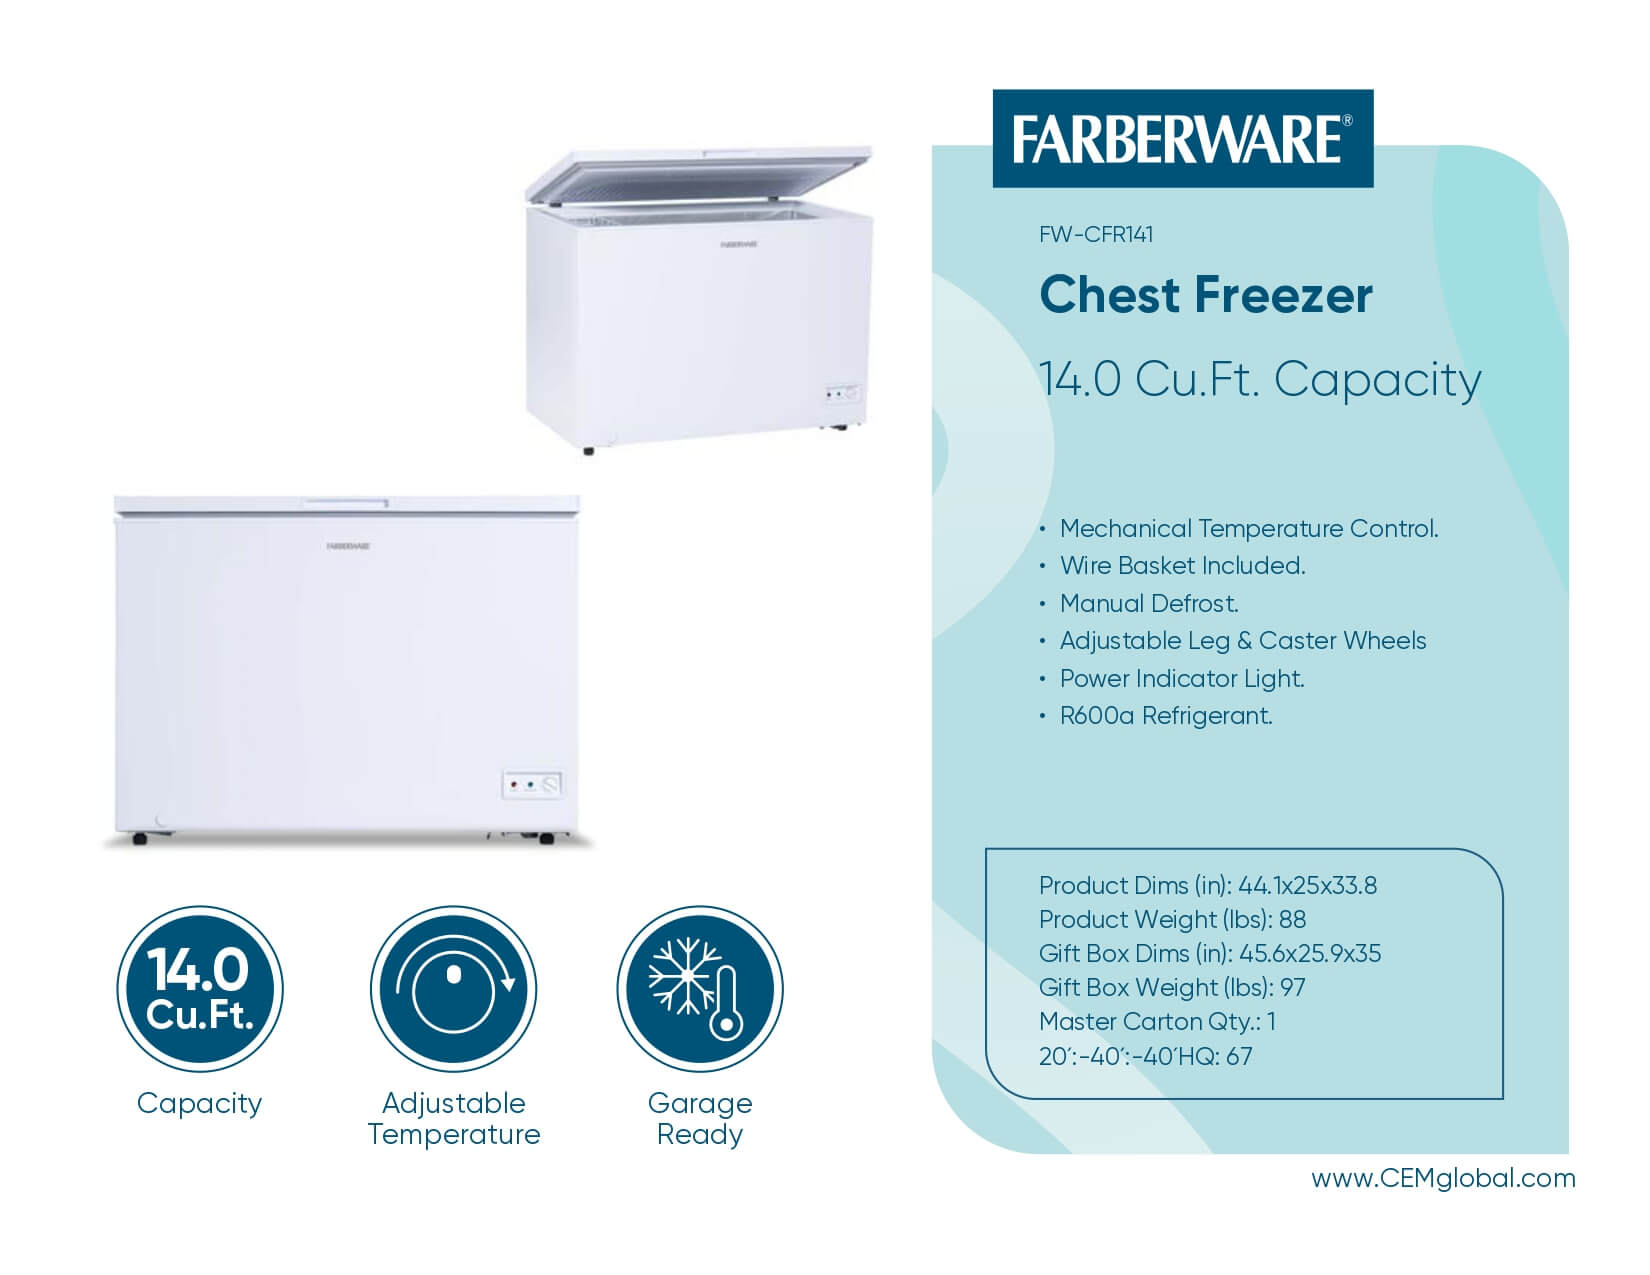 FARBERWARE®
FW-CFR141
Chest Freezer
14.0 Cu.Ft. Capacity
• Mechanical Temperature Control.
• Wire Basket Included.
• Manual Defrost.
• Adjustable Leg & Caster Wheels
• Power Indicator Light.
• R600a Refrigerant.
Product Dims (in): 44.1x25x33.8
Product Weight (lbs): 88
Gift Box Dims (in): 45.6x25.9x35
Gift Box Weight (lbs): 97
Master Carton Qty.: 1
20´:-40´:-40´HQ: 67
FARBERWARE
FARBERWARE
14.0
Cu.Ft.
Capacity
Adjustable
Temperature
Garage
Ready
www.CEMglobal.com